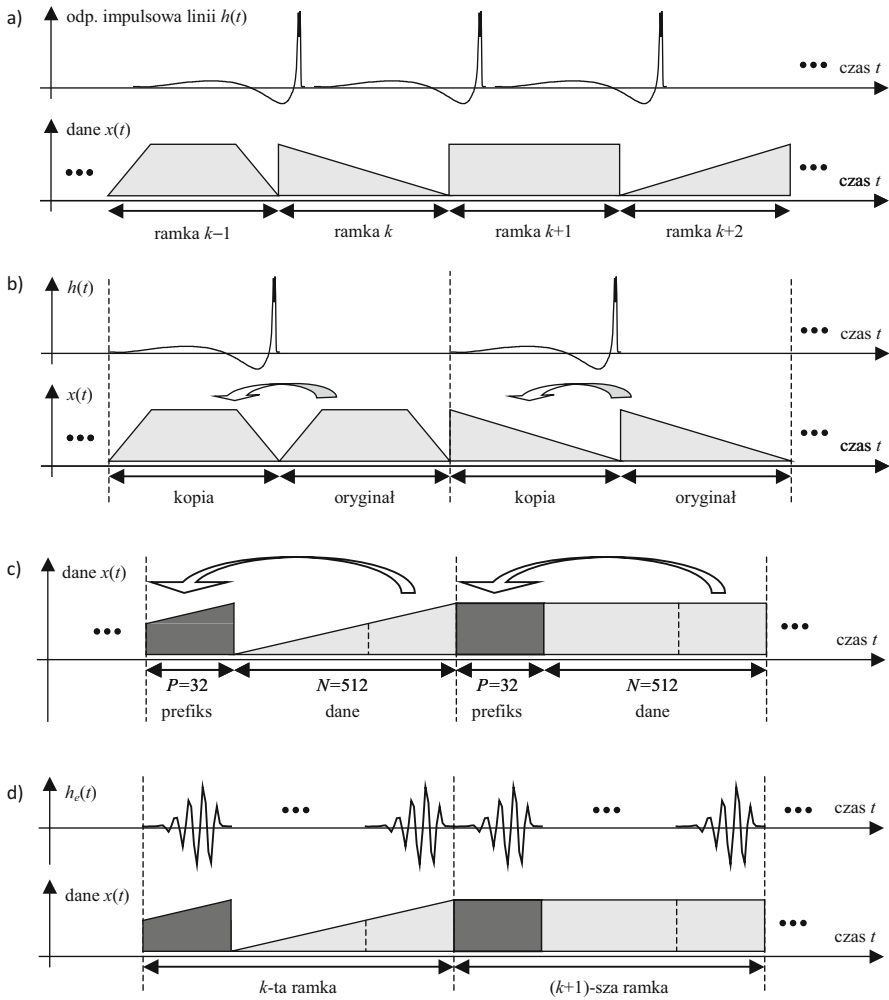 a)
odp. impulsowa linii h(t)
••• czas t
dane x(t)
••• ••• czas t
ramka k−1 ramka k ramka k+1 ramka k+2
b)
h(t)
••• czas t
x(t)
••• ••• czas t
kopia oryginał kopia oryginał
c)
dane x(t)
••• ••• czas t
P=32 N=512 P=32 N=512
prefiks dane prefiks dane
d)
hₑ(t)
••• ••• ••• czas t
dane x(t)
••• czas t
k-ta ramka (k+1)-sza ramka